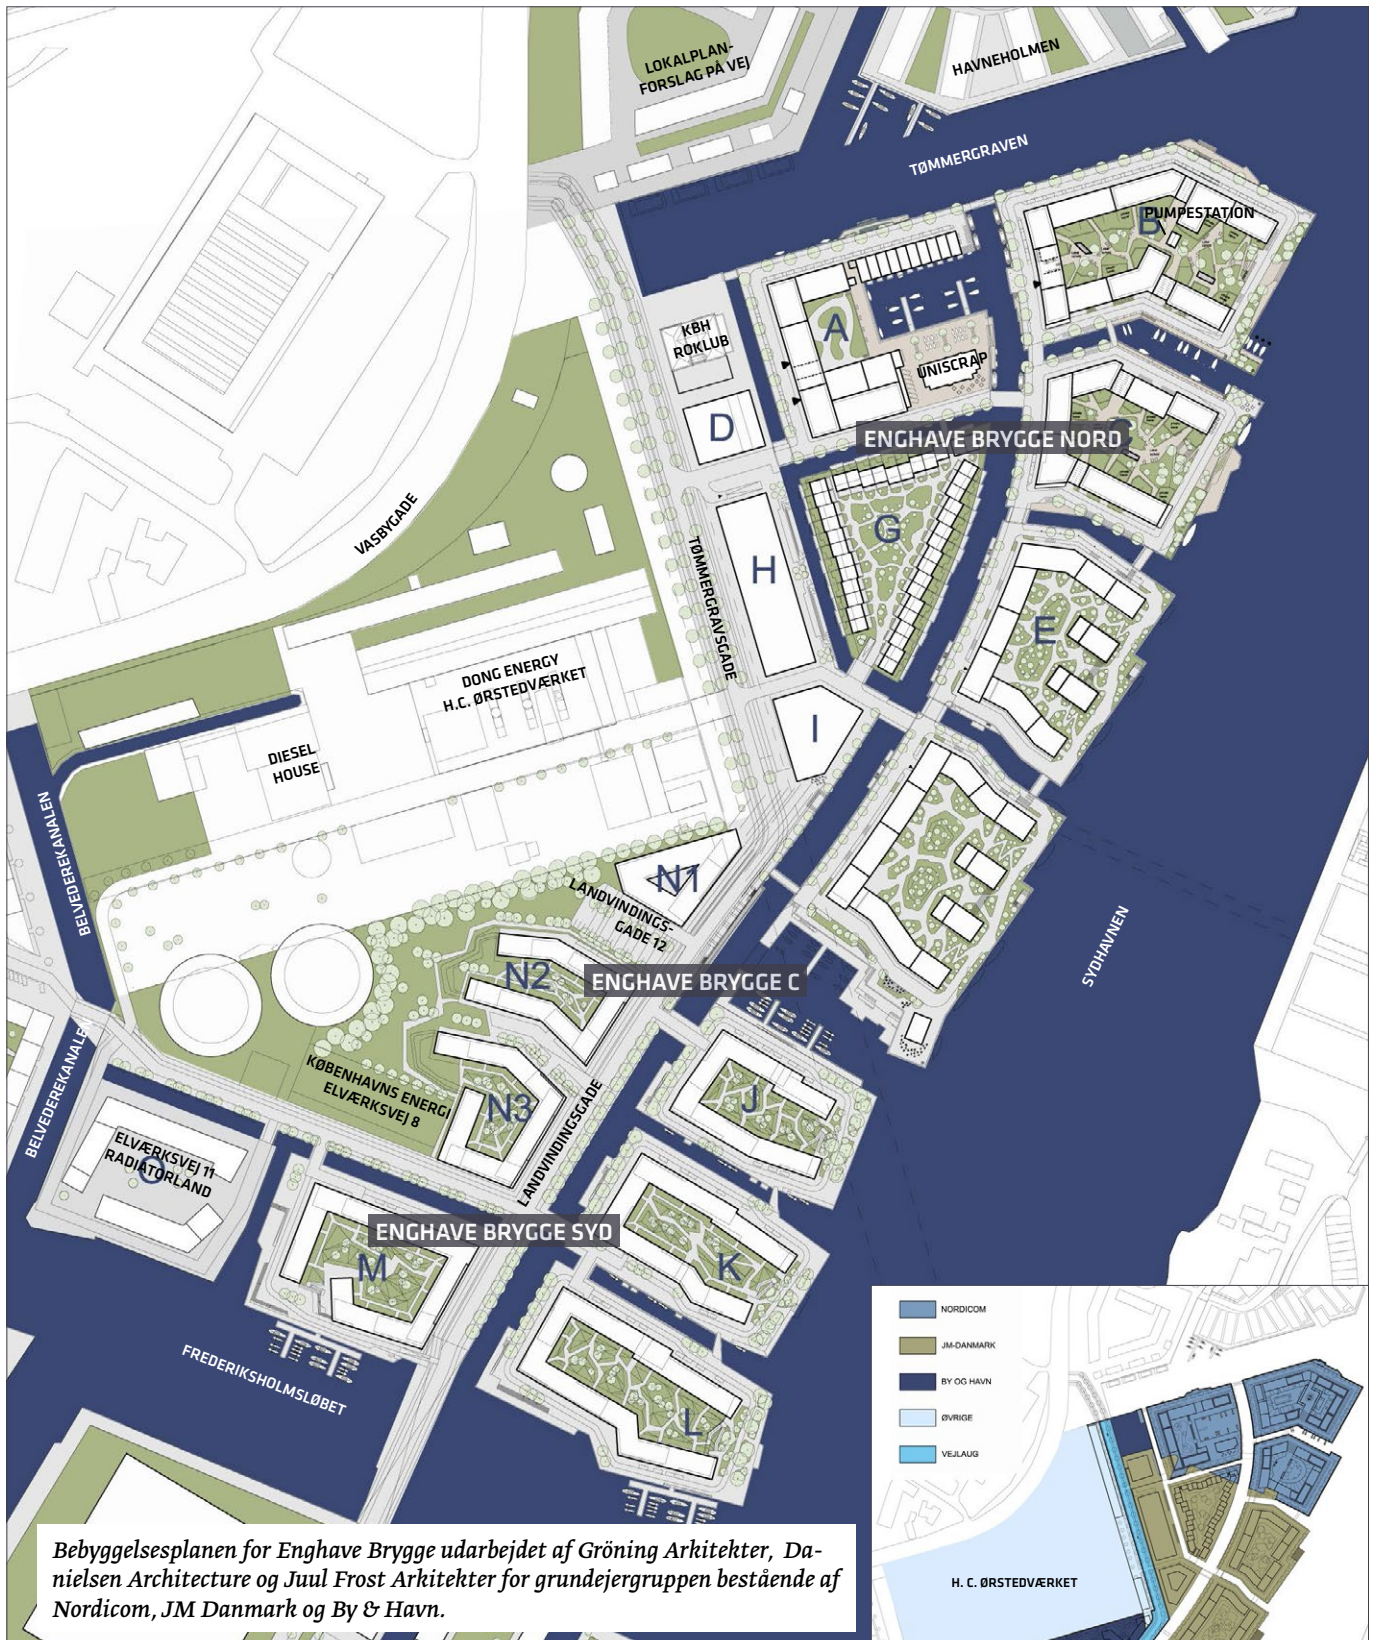 LOKALPLAN-
FORSLAG PÅ VEJ
HAVNEHOLMEN
TØMMERGRAVEN
B
PUMPESTATION
KBH
ROKLUB
A
UNISCRAP
D
C
ENGHAVE BRYGGE NORD
VASBYGADE
TØMMERGRAVSGADE
H
G
E
DONG ENERGY
H.C. ØRSTEDVÆRKET
DIESEL
HOUSE
I
BELVEDEREKANALEN
N1
LANDVINDINGS-
GADE 12
SYDHAVNEN
N2
ENGHAVE BRYGGE C
BELVEDEREKANALEN
KØBENHAVNS ENERGI
ELVÆRKSVEJ 8
N3
J
LANDVINDINGSGADE
ELVÆRKSVEJ 11
RADIATORLAND
O
ENGHAVE BRYGGE SYD
M
K
FREDERIKSHOLMSLØBET
L
NORDICOM
JM-DANMARK
BY OG HAVN
ØVRIGE
VEJLAUG
H. C. ØRSTEDVÆRKET
Bebyggelsesplanen for Enghave Brygge udarbejdet af Gröning Arkitekter, Da-
nielsen Architecture og Juul Frost Arkitekter for grundejergruppen bestående af
Nordicom, JM Danmark og By & Havn.